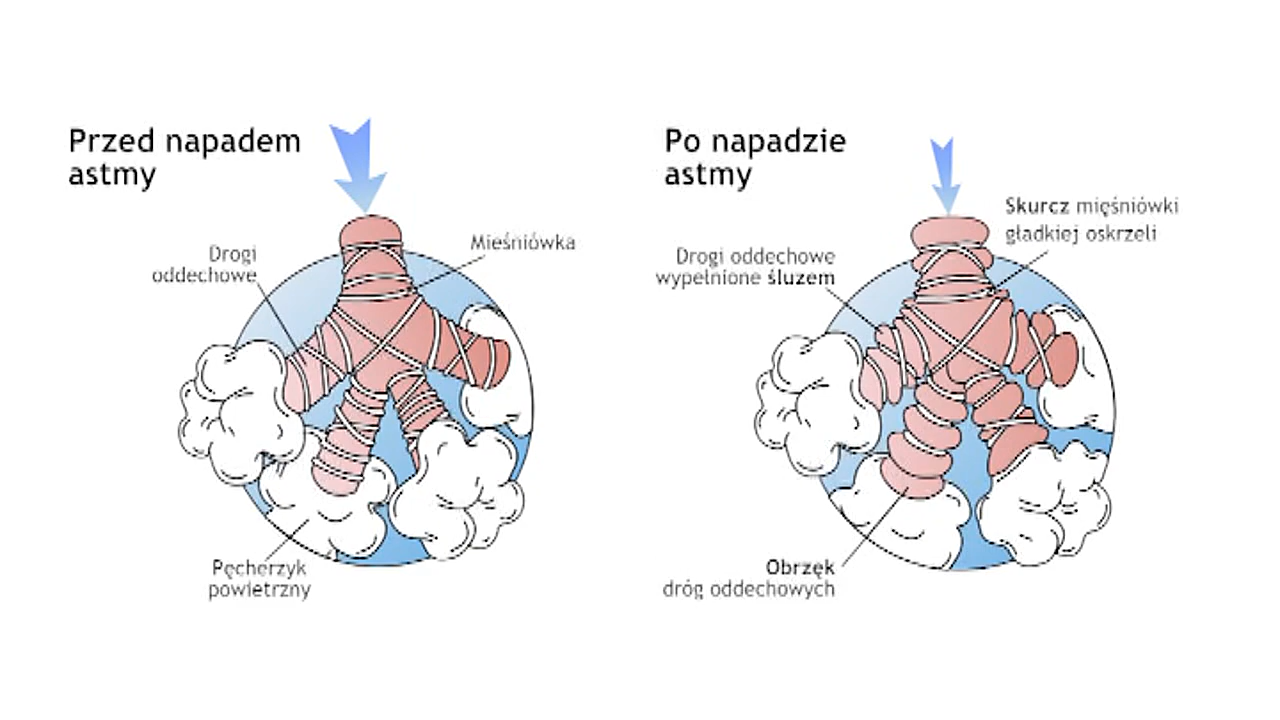 Przed napadem
astmy
Drogi
oddechowe
Mieśniówka
Pęcherzyk
powietrzny
Po napadzie
astmy
Skurcz mięśniówki
gładkiej oskrzeli
Drogi oddechowe
wypełnione śluzem
Obrzęk
dróg oddechowych